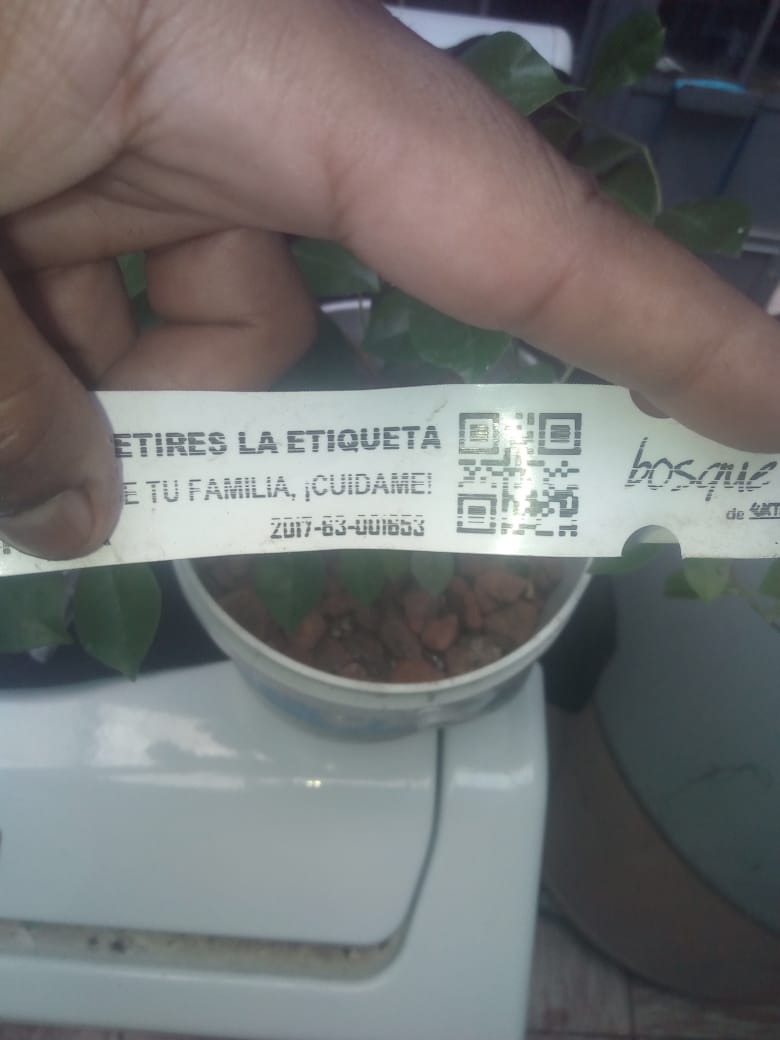 ETIRES LA ETIQUETA
E TU FAMILIA, ¡CUIDAME!
2017-63-001653
bosque
de